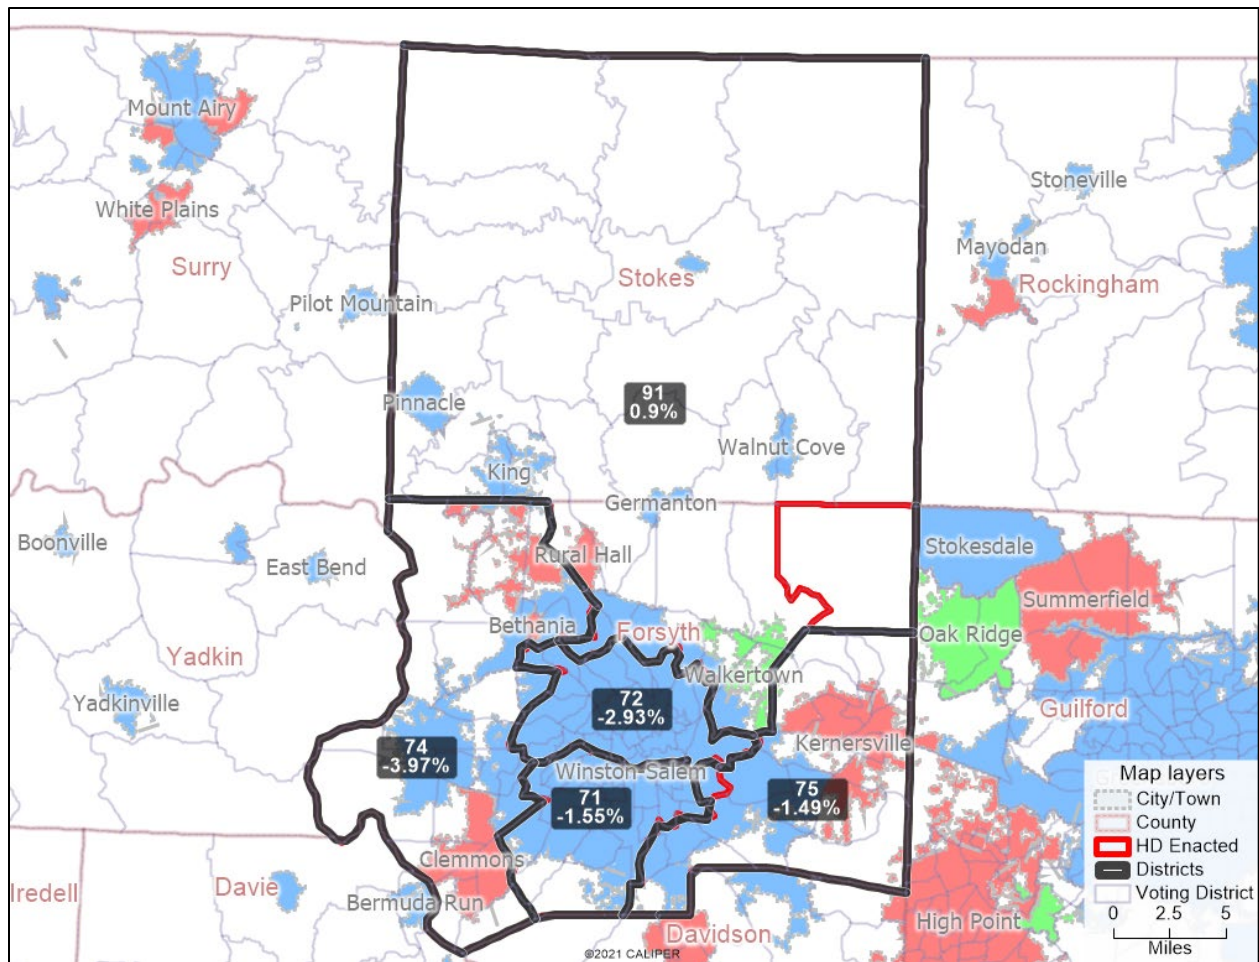 Mount Airy
Stoneville
White Plains
Mayodan
Surry
Stokes
Rockingham
Pilot Mountain
91
0.9%
Pinnacle
Walnut Cove
King
Germanton
Boonville
Stokesdale
East Bend
Rural Hall
Summerfield
Bethania
Forsyth
Oak Ridge
Yadkin
Walkertown
Yadkinville
72
-2.93%
Guilford
74
-3.97%
Kernersville
Winston-Salem
71
-1.55%
75
-1.49%
Clemmons
Iredell
Davie
Bermuda Run
High Point
Davidson
Map layers
City/Town
County
HD Enacted
Districts
Voting District
0 2.5 5
Miles
©2021 CALIPER